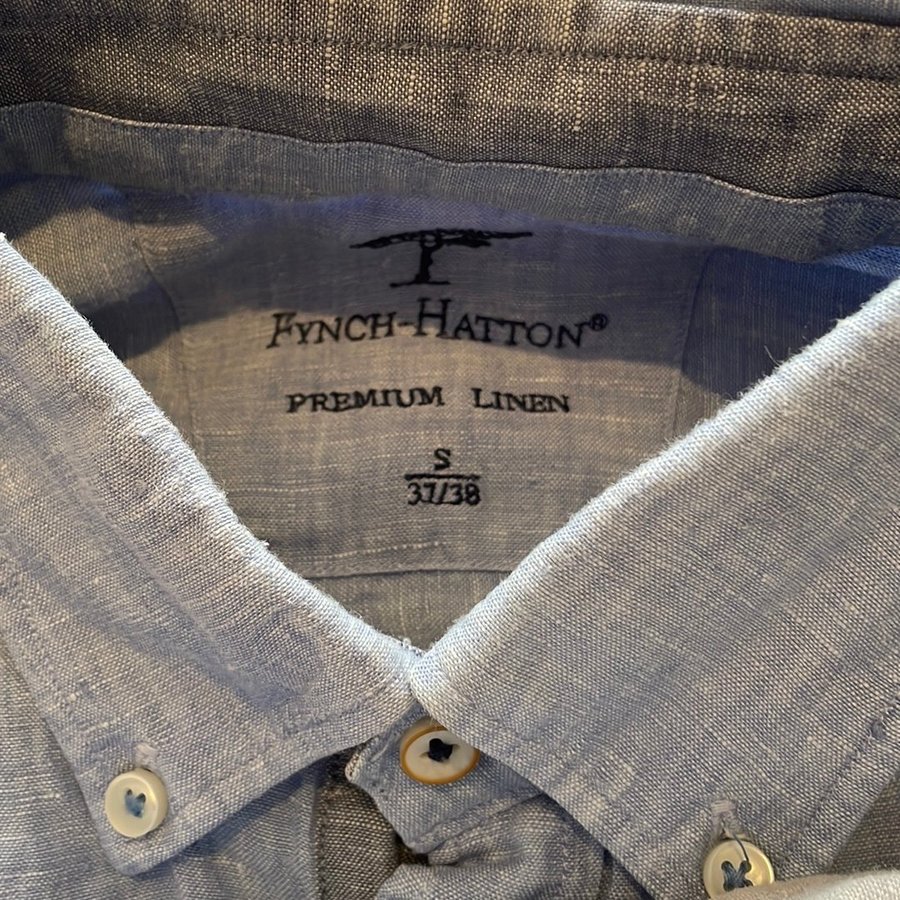 FYNCH-HATTON®
PREMIUM LINEN
S
37/38